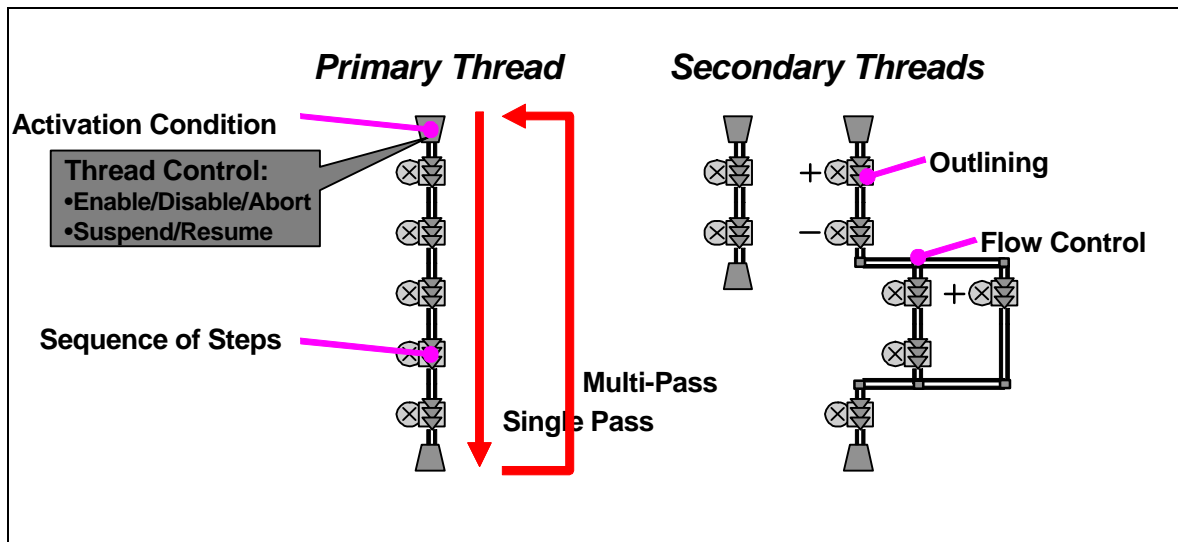 Primary Thread
Secondary Threads
Activation Condition
Thread Control:
•Enable/Disable/Abort
•Suspend/Resume
Sequence of Steps
Multi-Pass
Single Pass
+
Outlining
−
Flow Control
+